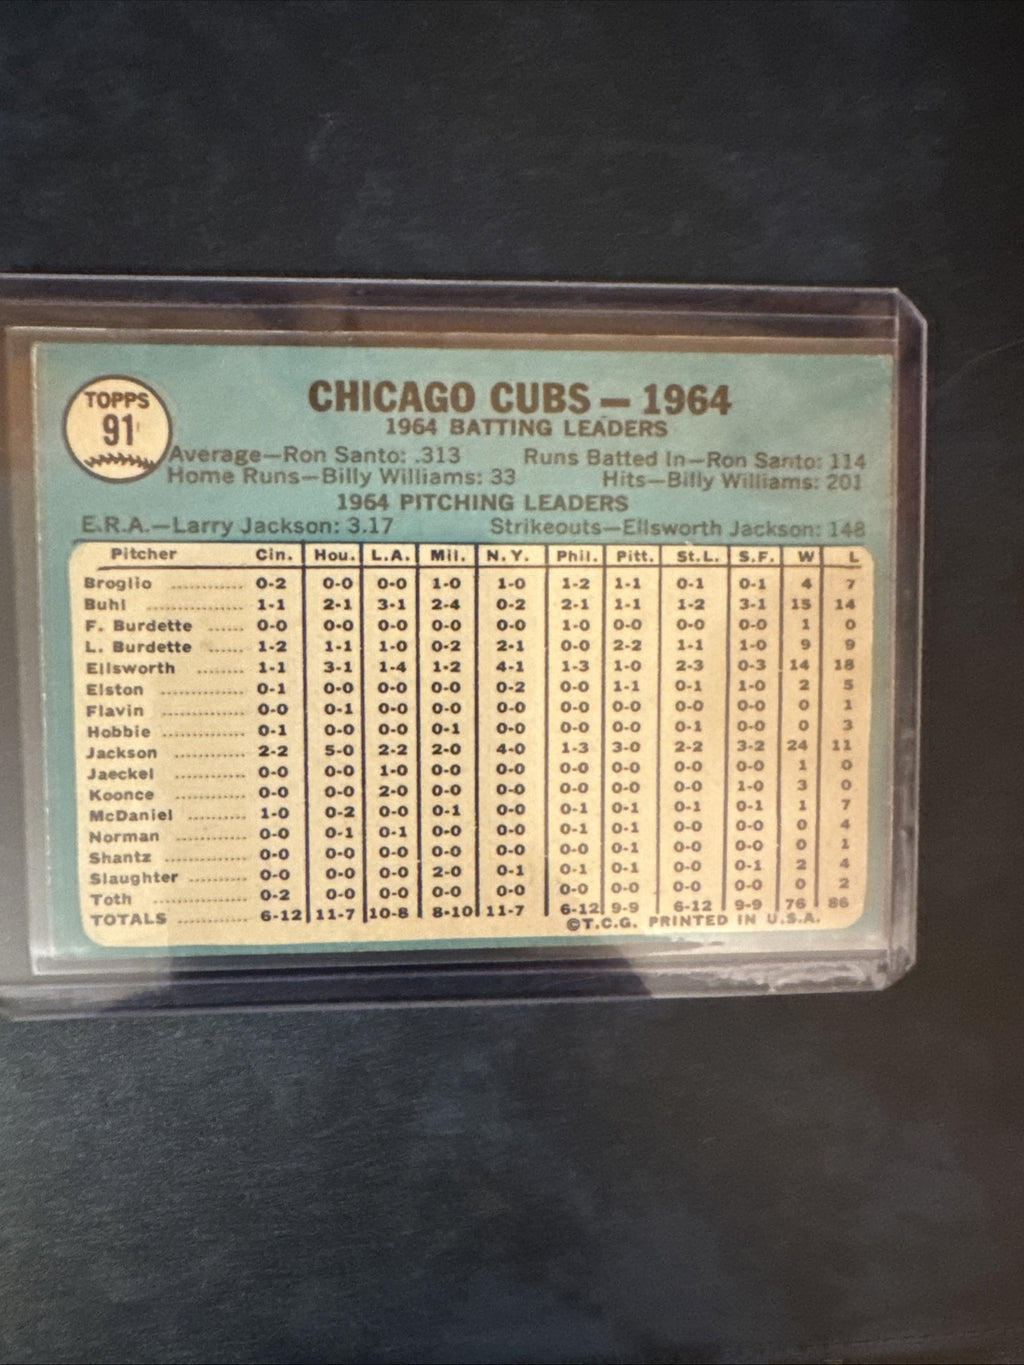 TOPPS
91
CHICAGO CUBS — 1964
1964 BATTING LEADERS
Average—Ron Santo: .313 Runs Batted In—Ron Santo: 114
Home Runs—Billy Williams: 33 Hits—Billy Williams: 201
1964 PITCHING LEADERS
E.R.A.—Larry Jackson: 3.17 Strikeouts—Ellsworth Jackson: 148
Pitcher Cin. Hou. L.A. Mil. N.Y. Phil. Pitt. St.L. S.F. W L
Broglio .............. 0-2 0-0 0-0 1-0 1-0 1-2 1-1 0-1 0-1 4 7
Buhl .................. 1-1 2-1 3-1 2-4 0-2 2-1 1-1 1-2 3-1 15 14
F. Burdette ...... 0-0 0-0 0-0 0-0 0-0 1-0 0-0 0-0 0-0 1 0
L. Burdette ...... 1-2 1-1 1-0 0-2 2-1 0-0 2-2 1-1 1-0 9 9
Ellsworth ......... 1-1 3-1 1-4 1-2 4-1 1-3 1-0 2-3 0-3 14 18
Elston ................ 0-1 0-0 0-0 0-0 0-2 0-0 1-1 0-1 1-0 2 5
Flavin ................ 0-0 0-1 0-0 0-0 0-0 0-0 0-0 0-0 0-0 0 1
Hobbie .............. 0-1 0-0 0-0 0-1 0-0 0-0 0-0 0-1 0-0 0 3
Jackson ............ 2-2 5-0 2-2 2-0 4-0 1-3 3-0 2-2 3-2 24 11
Jaeckel ............. 0-0 0-0 1-0 0-0 0-0 0-0 0-0 0-0 0-0 1 0
Koonce ............. 0-0 0-0 2-0 0-0 0-0 0-0 0-0 0-0 1-0 3 0
McDaniel .......... 1-0 0-2 0-0 0-1 0-0 0-1 0-1 0-1 0-1 1 7
Norman ............ 0-0 0-1 0-1 0-0 0-0 0-1 0-1 0-0 0-0 0 4
Shantz .............. 0-0 0-0 0-0 0-0 0-0 0-0 0-1 0-0 0-0 0 1
Slaughter .......... 0-0 0-0 0-0 2-0 0-1 0-1 0-1 0-0 0-1 2 4
Toth .................. 0-2 0-0 0-0 0-0 0-0 0-0 0-0 0-0 0-0 0 2
TOTALS 6-12 11-7 10-8 8-10 11-7 6-12 9-9 6-12 9-9 76 86
©T.C.G. PRINTED IN U.S.A.